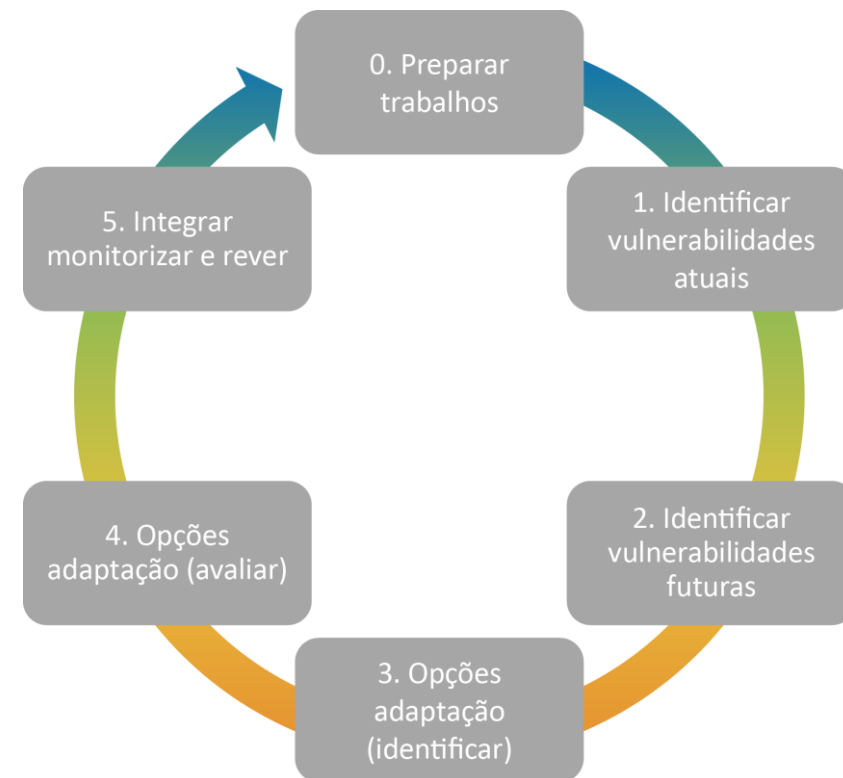 0. Preparar
trabalhos
1. Identificar
vulnerabilidades
atuais
2. Identificar
vulnerabilidades
futuras
3. Opções
adaptação
(identificar)
4. Opções
adaptação (avaliar)
5. Integrar
monitorizar e rever